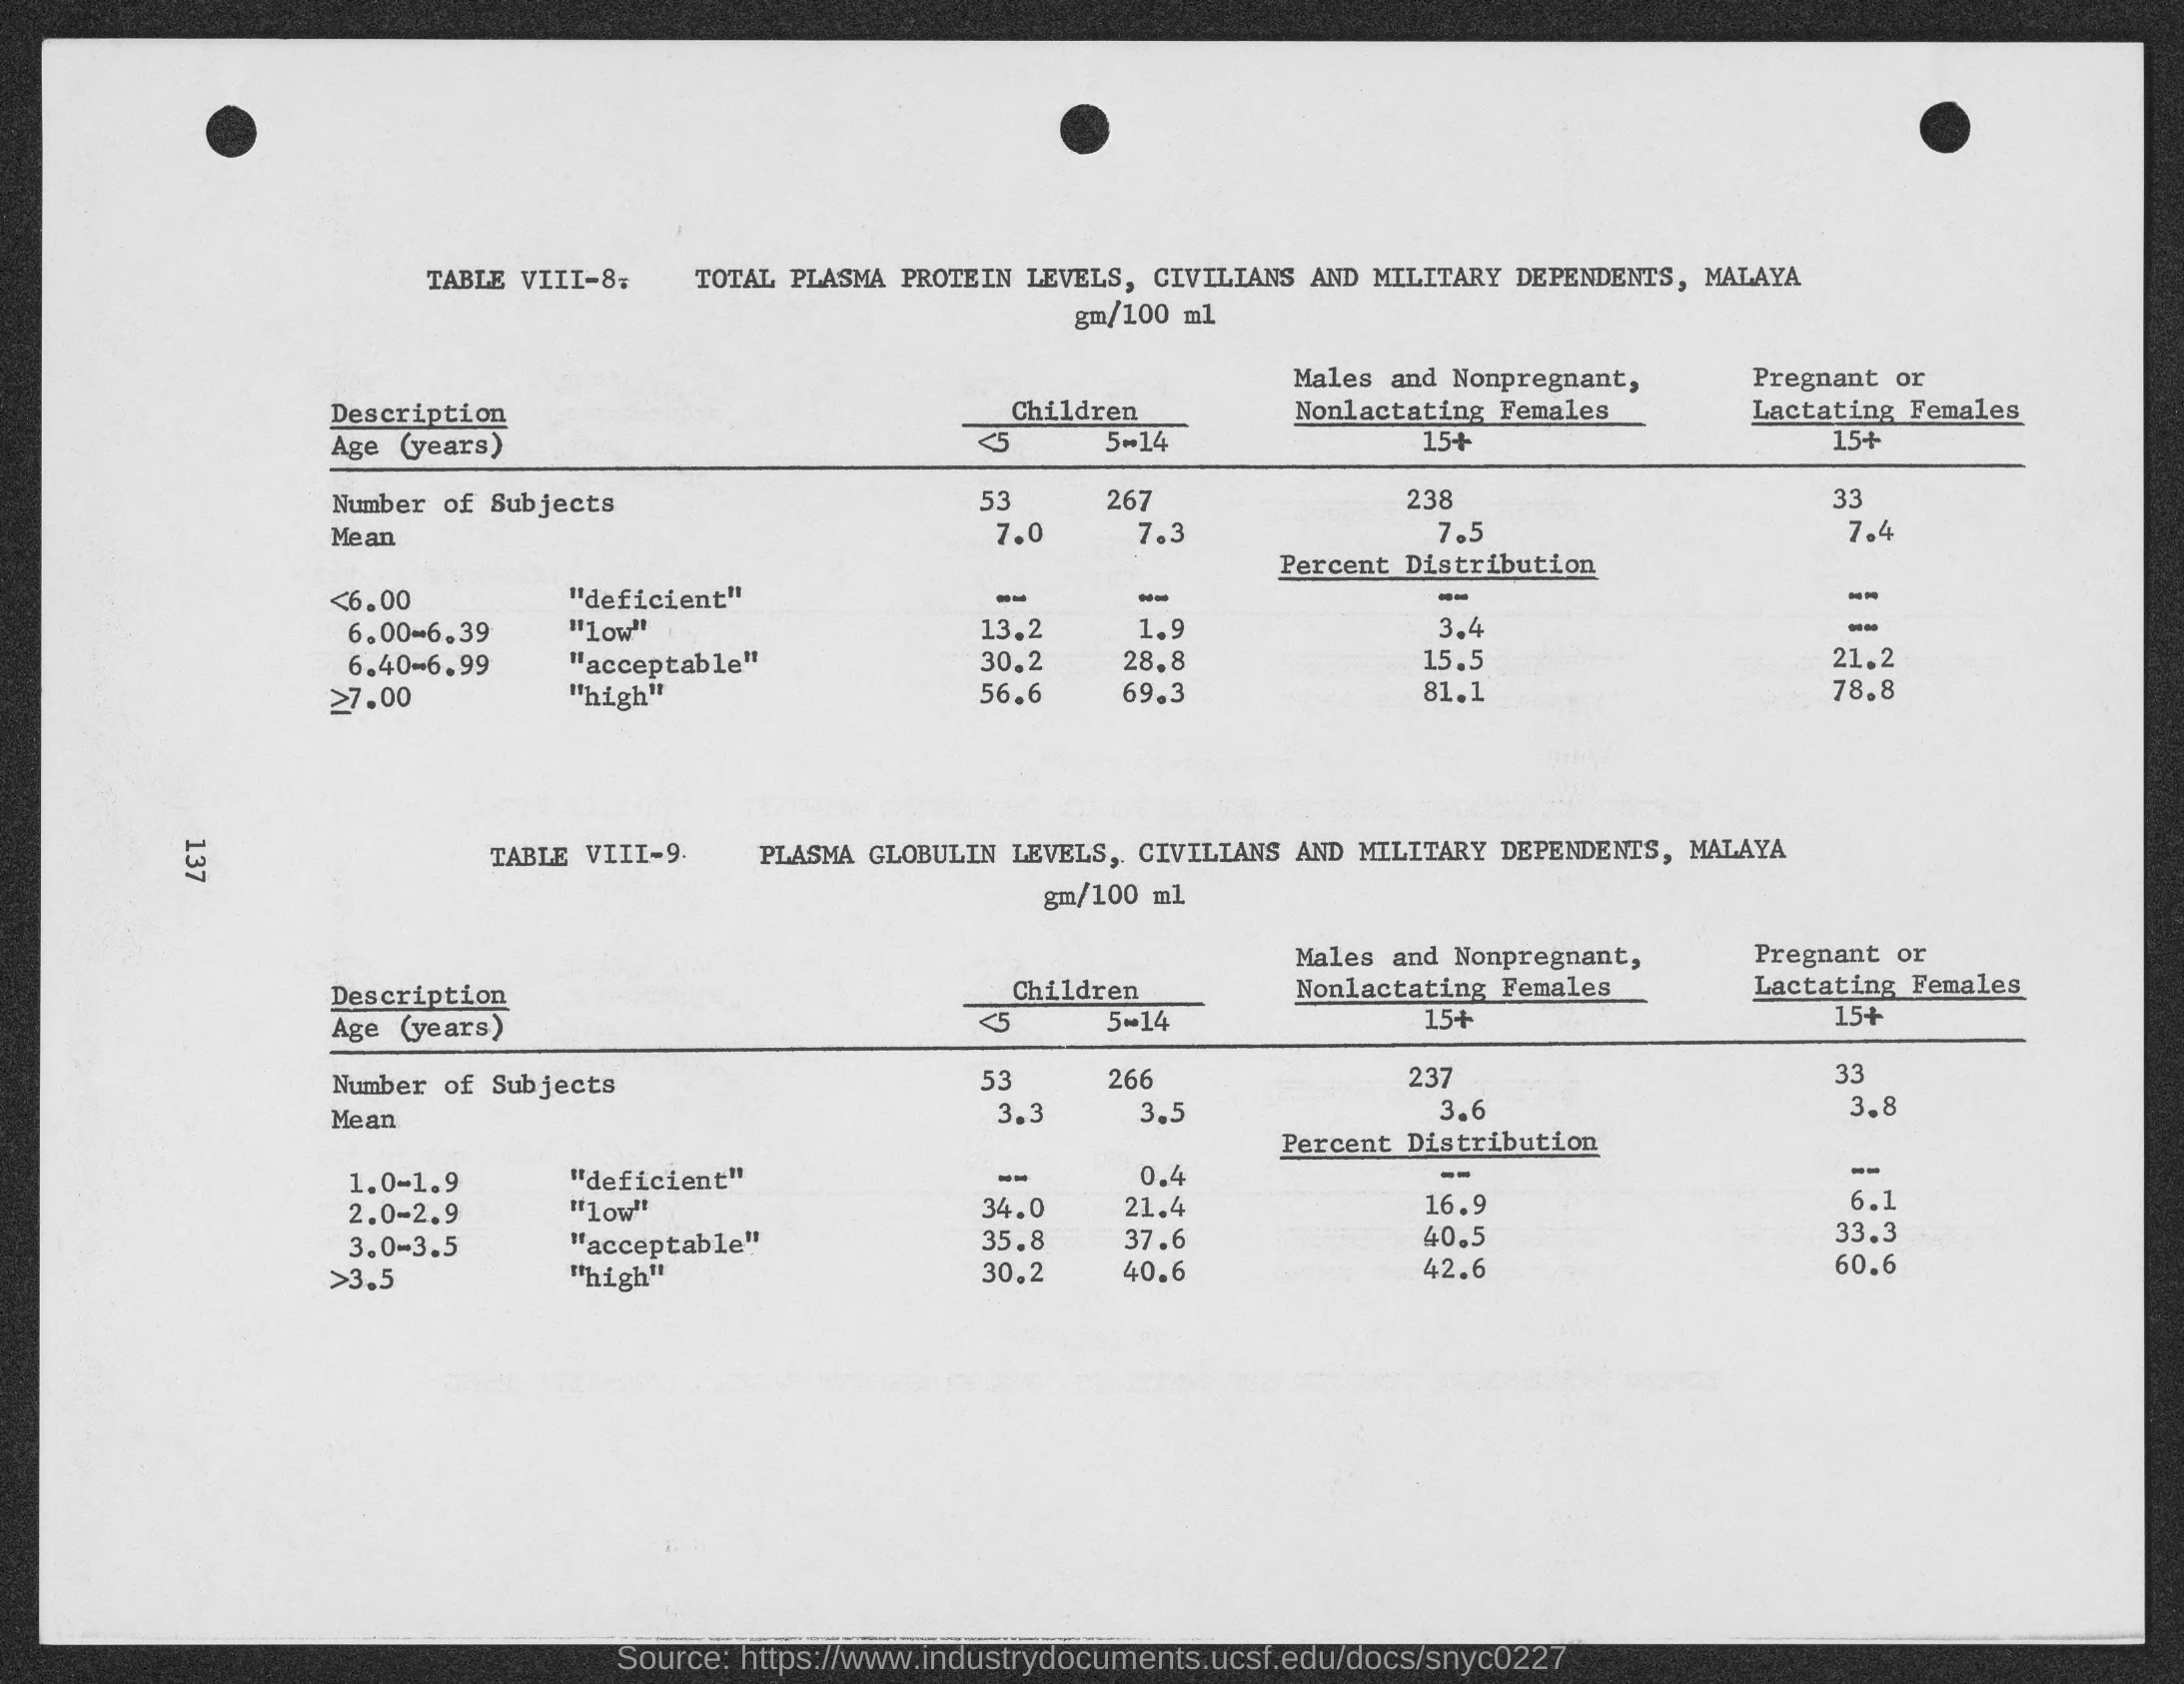 TABLE VIII-8. TOTAL PLASMA PROTEIN LEVELS, CIVILIANS AND MILITARY DEPENDENTS, MALAYA
gm/100 ml
Males and Nonpregnant, Pregnant or
Description Children Nonlactating Females Lactating Females
Age (years) <5 5-14 15+ 15+
Number of Subjects 53 267 238 33
Mean 7.0 7.3 7.5 7.4
Percent Distribution
<6.00 "deficient" -- -- -- --
6.00-6.39 "low" 13.2 1.9 3.4 --
6.40-6.99 "acceptable" 30.2 28.8 15.5 21.2
≥7.00 "high" 56.6 69.3 81.1 78.8
137
TABLE VIII-9. PLASMA GLOBULIN LEVELS, CIVILIANS AND MILITARY DEPENDENTS, MALAYA
gm/100 ml
Males and Nonpregnant, Pregnant or
Description Children Nonlactating Females Lactating Females
Age (years) <5 5-14 15+ 15+
Number of Subjects 53 266 237 33
Mean 3.3 3.5 3.6 3.8
Percent Distribution
1.0-1.9 "deficient" -- 0.4 -- --
2.0-2.9 "low" 34.0 21.4 16.9 6.1
3.0-3.5 "acceptable" 35.8 37.6 40.5 33.3
>3.5 "high" 30.2 40.6 42.6 60.6
Source: https://www.industrydocuments.ucsf.edu/docs/snyc0227